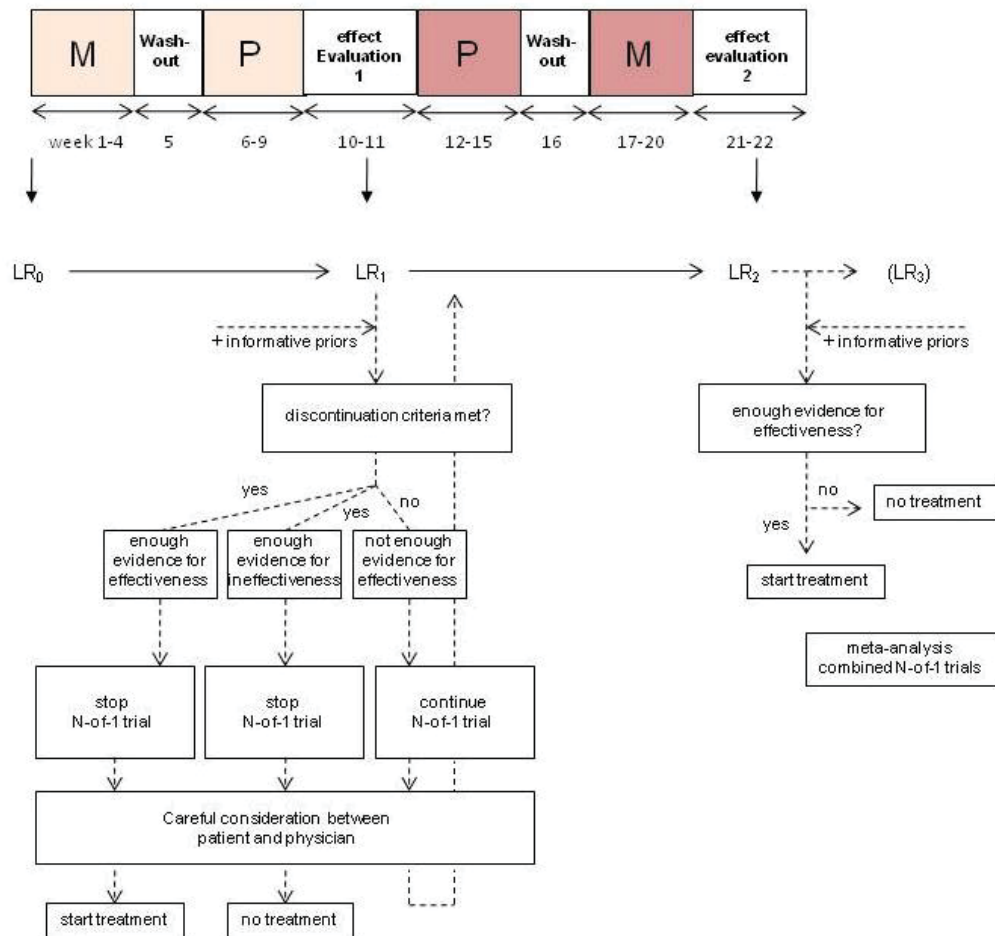 M
Wash-
out
P
effect
Evaluation
1
P
Wash-
out
M
effect
evaluation
2
week 1-4
5
6-9
10-11
12-15
16
17-20
21-22
LR0
LR1
LR2
(LR3)
+ informative priors
+ informative priors
discontinuation criteria met?
enough evidence for
effectiveness?
yes
yes
no
no
yes
no treatment
enough
evidence for
effectiveness
enough
evidence for
ineffectiveness
not enough
evidence for
effectiveness
start treatment
meta-analysis
combined N-of-1 trials
stop
N-of-1 trial
stop
N-of-1 trial
continue
N-of-1 trial
Careful consideration between
patient and physician
start treatment
no treatment